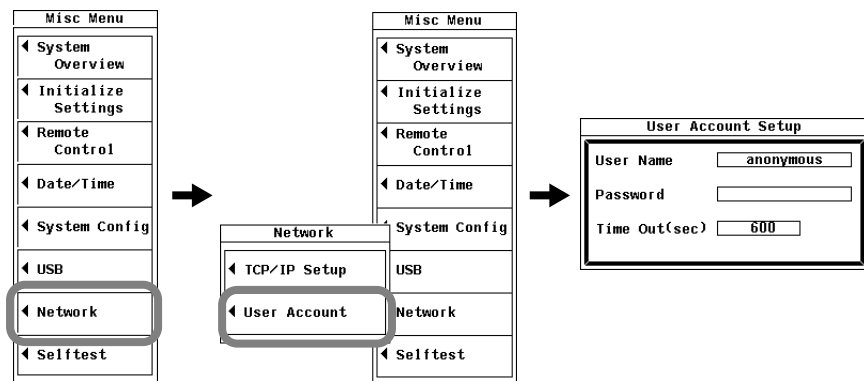 Misc Menu
System
Overview
Initialize
Settings
Remote
Control
Date/Time
System Config
USB
Network
Selftest
Network
TCP/IP Setup
User Account
Misc Menu
System
Overview
Initialize
Settings
Remote
Control
Date/Time
System Config
USB
Network
Selftest
User Account Setup
User Name anonymous
Password
Time Out(sec) 600